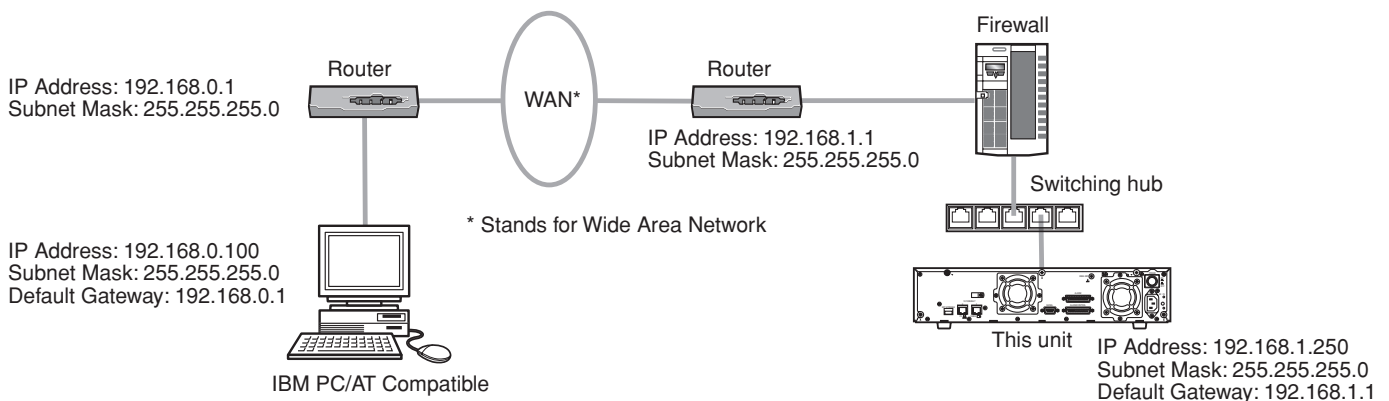 Firewall
Router
Router
IP Address: 192.168.0.1
Subnet Mask: 255.255.255.0
WAN*
IP Address: 192.168.1.1
Subnet Mask: 255.255.255.0
Switching hub
* Stands for Wide Area Network
IP Address: 192.168.0.100
Subnet Mask: 255.255.255.0
Default Gateway: 192.168.0.1
This unit
IP Address: 192.168.1.250
Subnet Mask: 255.255.255.0
Default Gateway: 192.168.1.1
IBM PC/AT Compatible